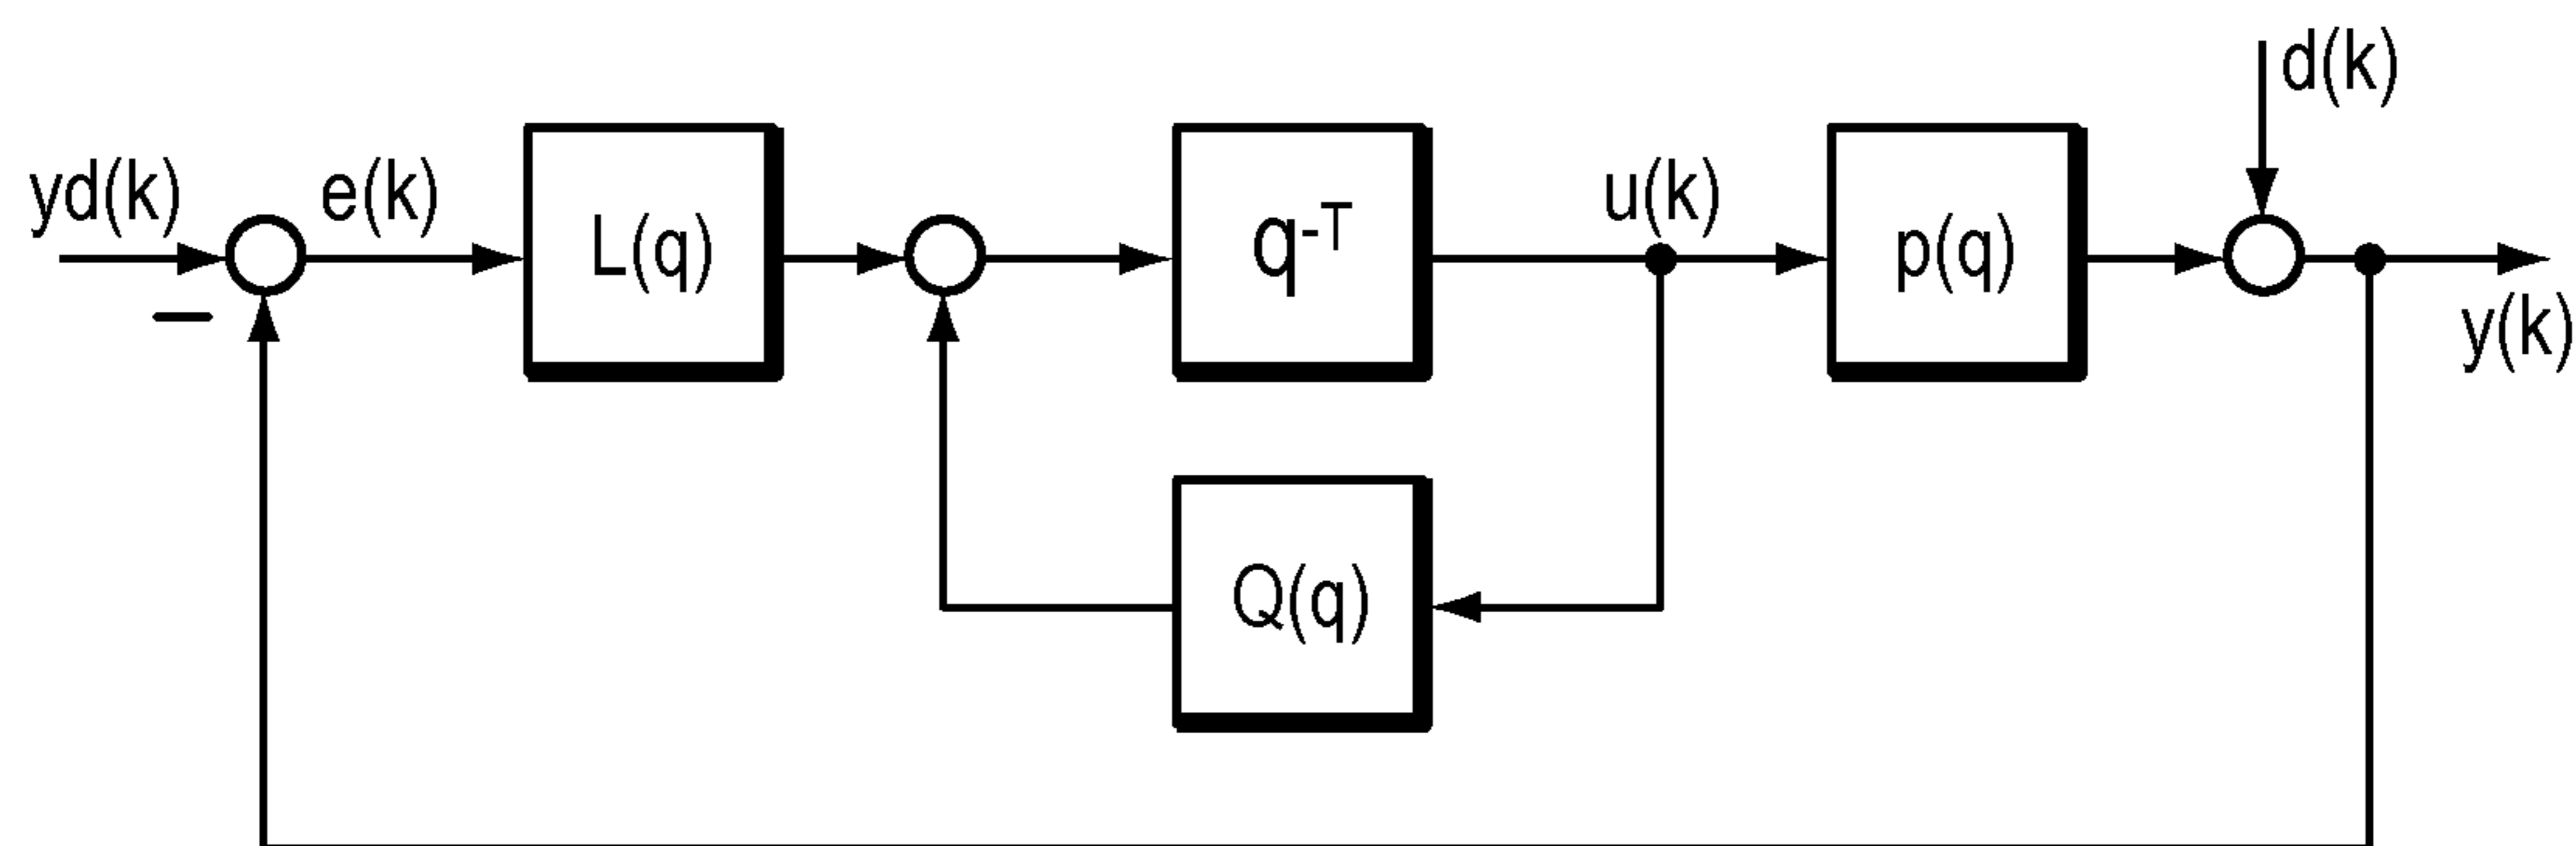 yd(k)
−
e(k)
L(q)
q-T
u(k)
p(q)
d(k)
y(k)
Q(q)